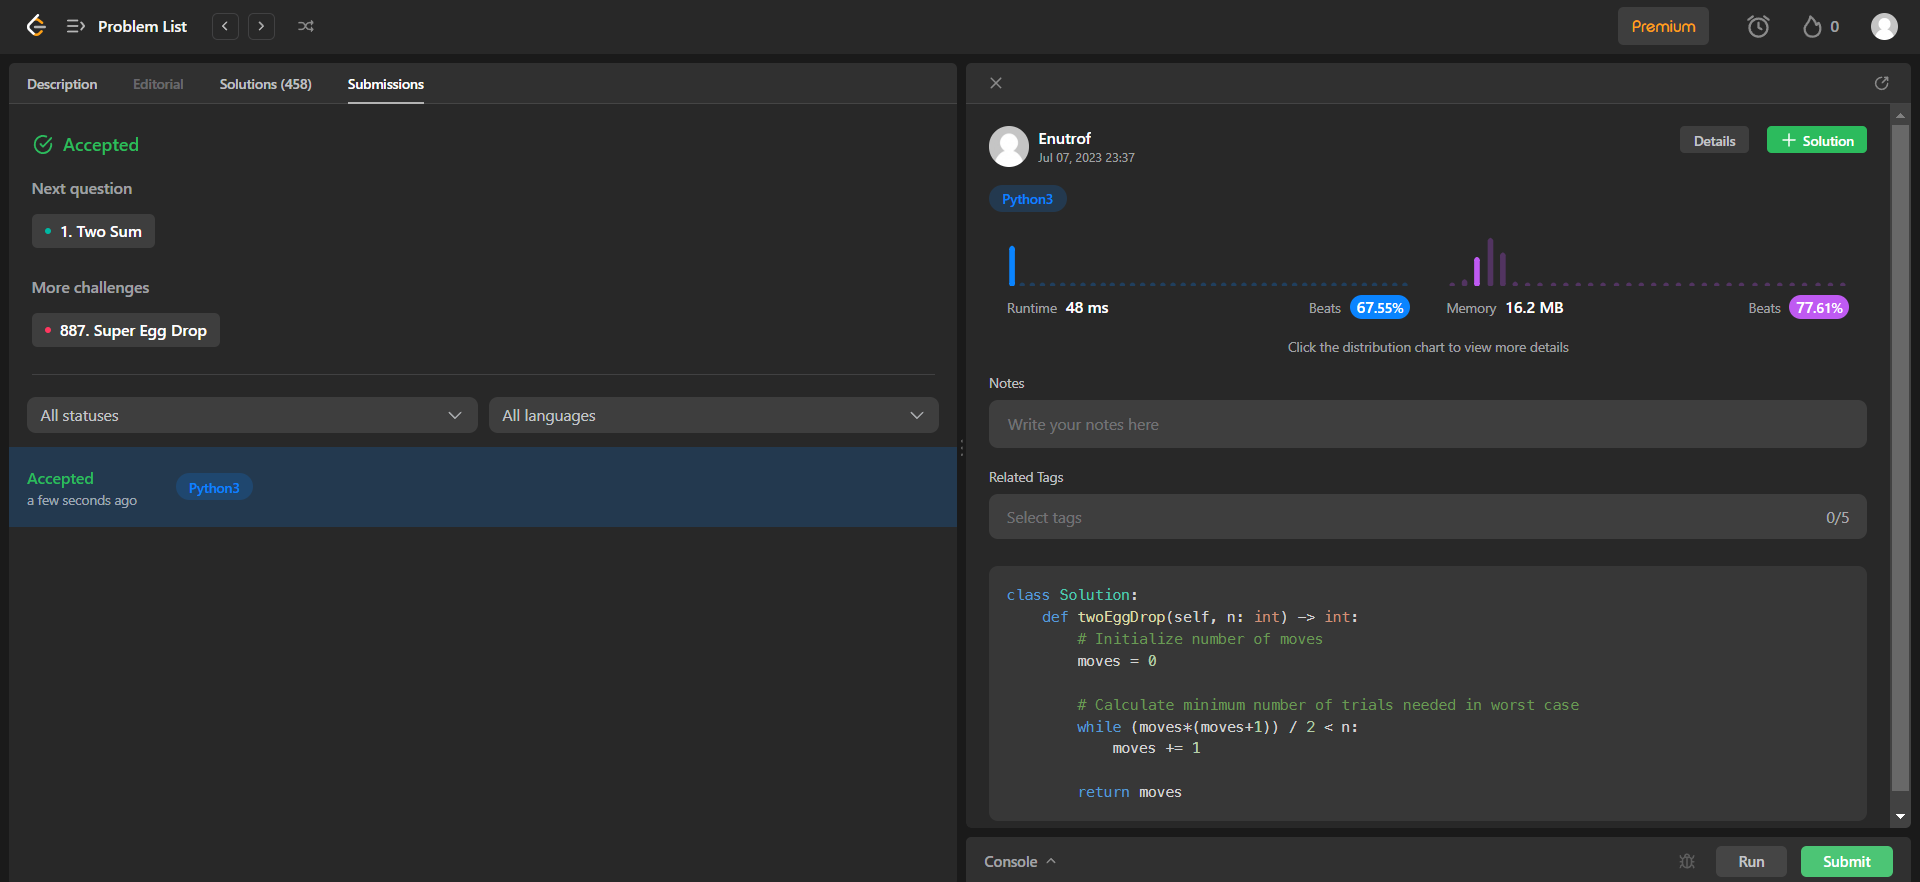 Problem List
Premium
0
Description
Editorial
Solutions (458)
Submissions
Accepted
Next question
1. Two Sum
More challenges
887. Super Egg Drop
All statuses
All languages
Accepted
a few seconds ago
Python3
Enutrof
Jul 07, 2023 23:37
Details
+ Solution
Python3
Runtime 48 ms
Beats 67.55%
Memory 16.2 MB
Beats 77.61%
Click the distribution chart to view more details
Notes
Write your notes here
Related Tags
Select tags
0/5
class Solution:
    def twoEggDrop(self, n: int) -> int:
        # Initialize number of moves
        moves = 0
        # Calculate minimum number of trials needed in worst case
        while (moves*(moves+1)) / 2 < n:
            moves += 1
        return moves
Console
Run
Submit